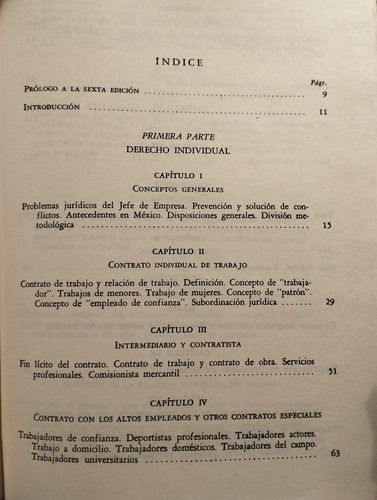 ÍNDICE
Págs.
PRÓLOGO A LA SEXTA EDICIÓN . . . . . . . . . . . . . . . . 9
INTRODUCCIÓN . . . . . . . . . . . . . . . . . . . . . . 11
PRIMERA PARTE
DERECHO INDIVIDUAL
CAPÍTULO I
CONCEPTOS GENERALES
Problemas jurídicos del Jefe de Empresa. Prevención y solución de con-
flictos. Antecedentes en México. Disposiciones generales. División me-
todológica . . . . . . . . . . . . . . . . . . . . . . . . 15
CAPÍTULO II
CONTRATO INDIVIDUAL DE TRABAJO
Contrato de trabajo y relación de trabajo. Definición. Concepto de "traba-
jador". Trabajos de menores. Trabajo de mujeres. Concepto de "patrón".
Concepto de "empleado de confianza". Subordinación jurídica . . . . . . . 29
CAPÍTULO III
INTERMEDIARIO Y CONTRATISTA
Fin lícito del contrato. Contrato de trabajo y contrato de obra. Servicios
profesionales. Comisionista mercantil . . . . . . . . . . . . . . . . 51
CAPÍTULO IV
CONTRATO CON LOS ALTOS EMPLEADOS Y OTROS CONTRATOS ESPECIALES
Trabajadores de confianza. Deportistas profesionales. Trabajadores actores.
Trabajo a domicilio. Trabajadores domésticos. Trabajadores del campo.
Trabajadores universitarios . . . . . . . . . . . . . . . . . . . 63